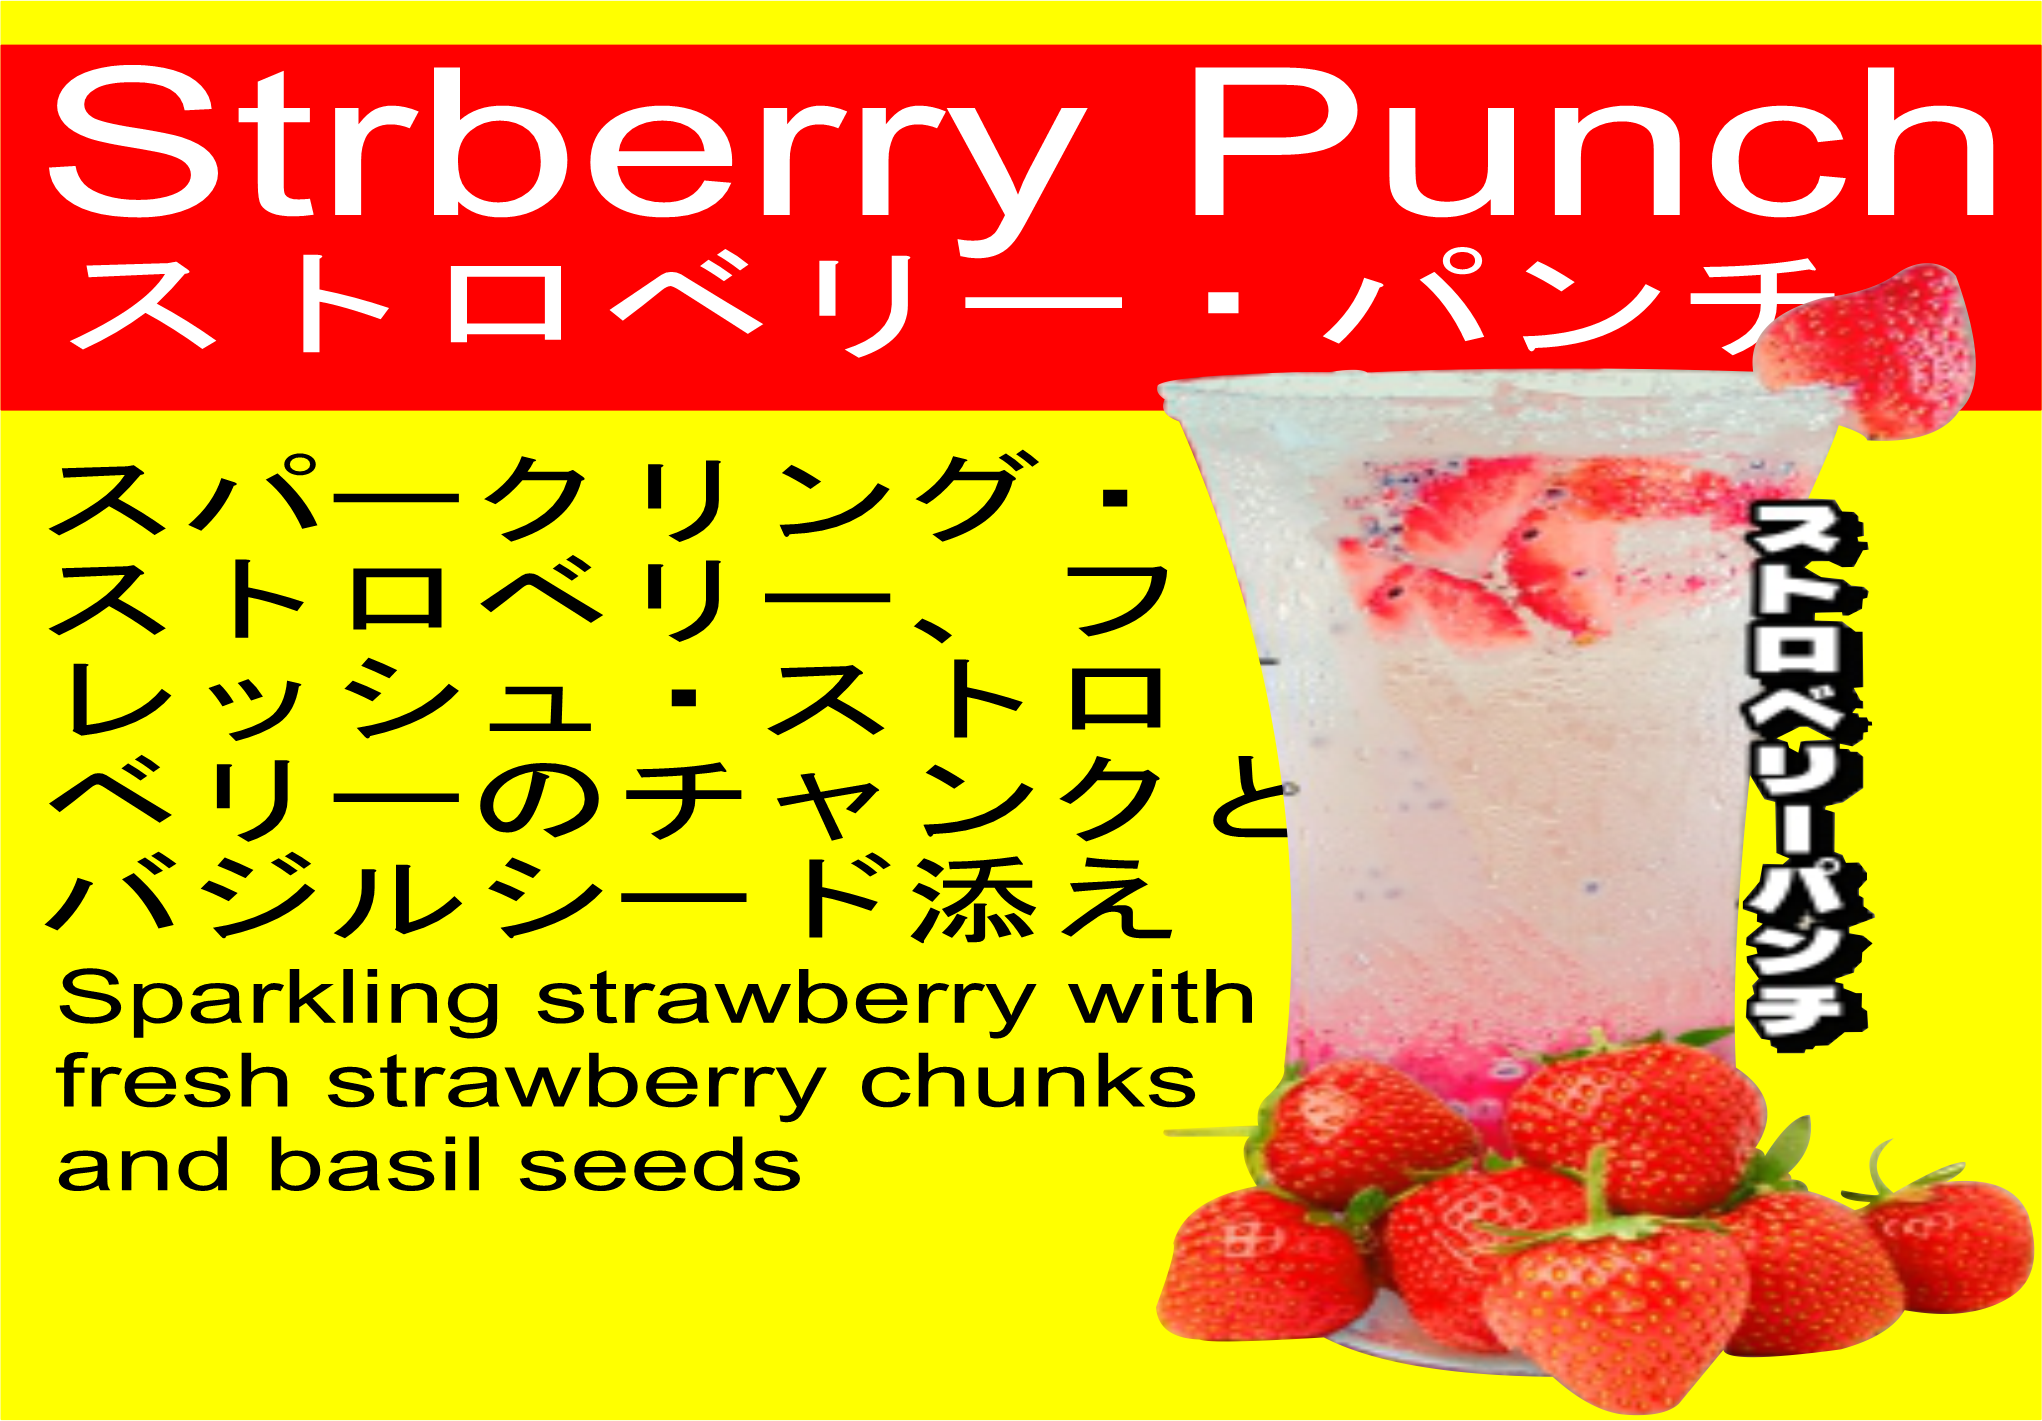 Strberry Punch
ストロベリー・パンチ
スパークリング・
ストロベリー、フ
レッシュ・ストロ
ベリーのチャンクと
バジルシード添え
Sparkling strawberry with
fresh strawberry chunks
and basil seeds
ストロベリーパンチ